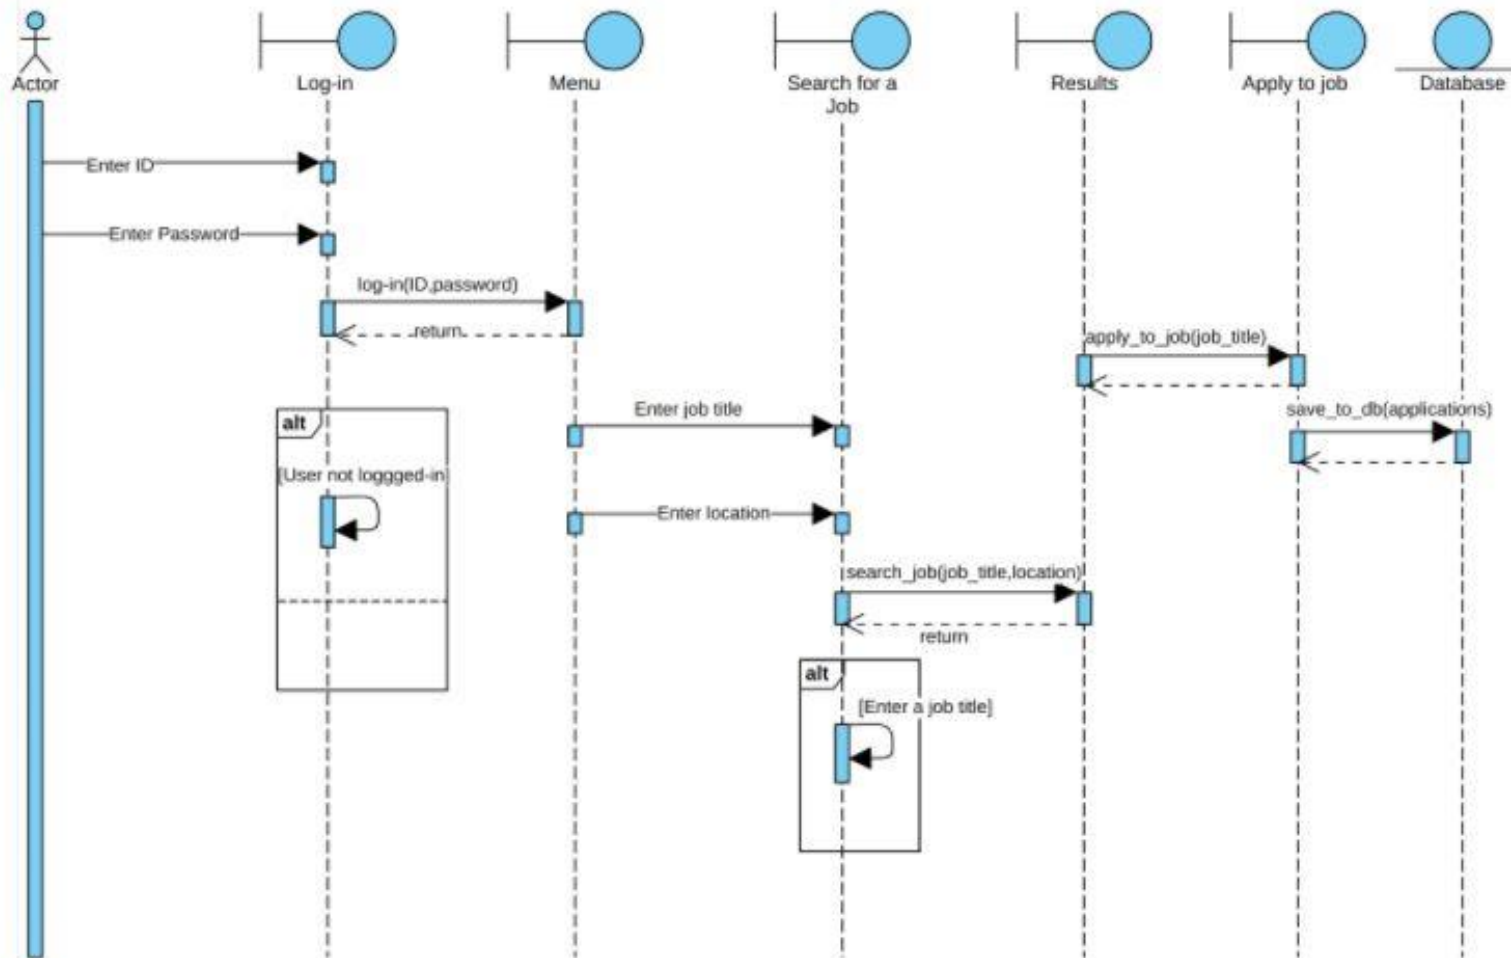 Actor
Log-in
Menu
Search for a
Job
Results
Apply to job
Database
Enter ID
Enter Password
log-in(ID,password)
return
apply_to_job(job_title)
alt
Enter job title
save_to_db(applications)
[User not loggged-in
Enter location
search_job(job_title,location)
return
alt
[Enter a job title]